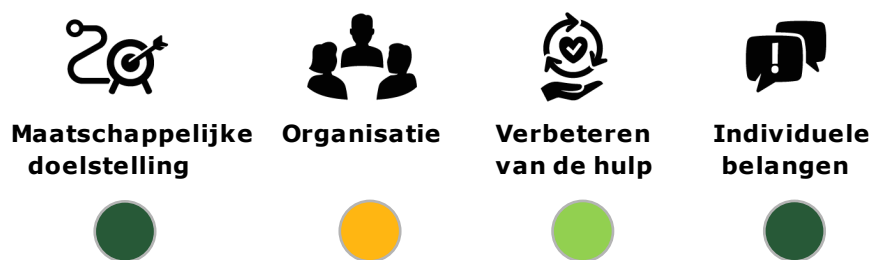 Maatschappelijke doelstelling
Organisatie
Verbeteren van de hulp
Individuele belangen